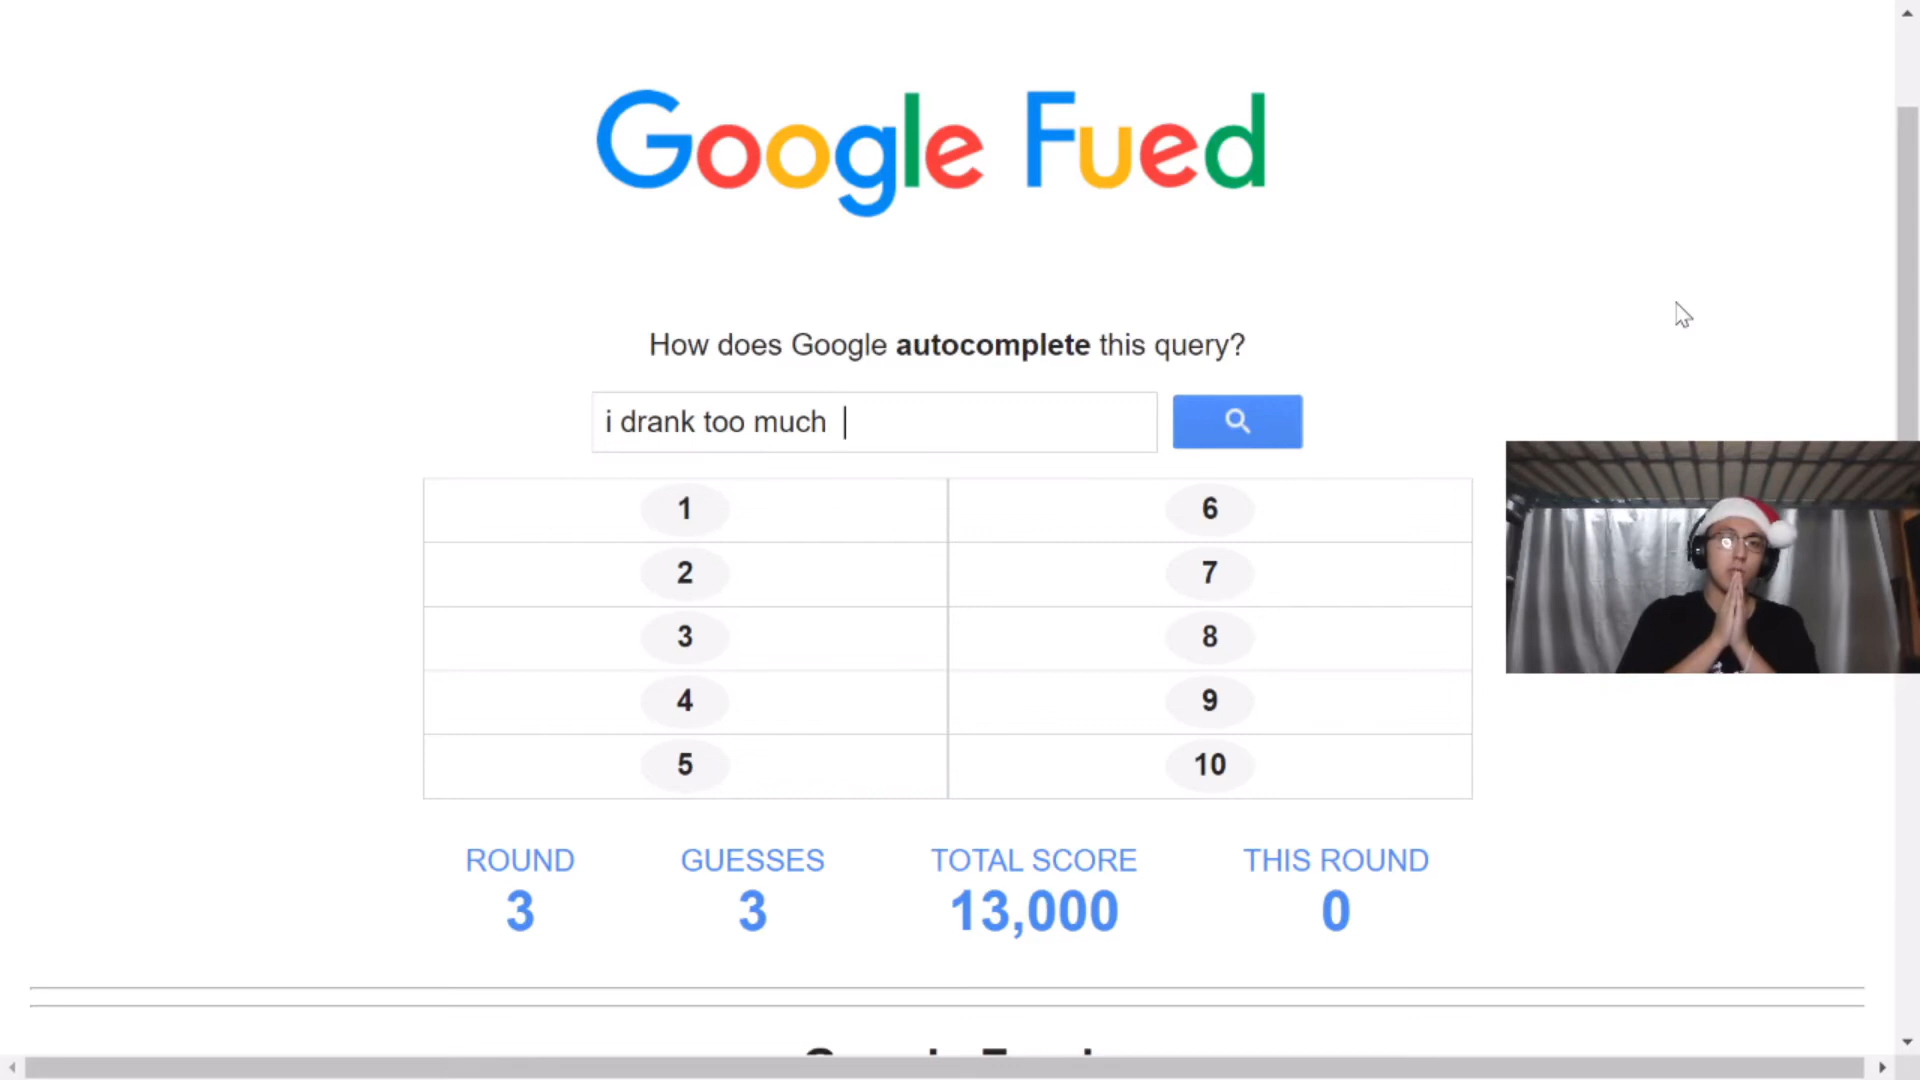 Google Fued
How does Google autocomplete this query?
i drank too much
1
6
2
7
3
8
4
9
5
10
ROUND
GUESSES
TOTAL SCORE
THIS ROUND
3
3
13,000
0